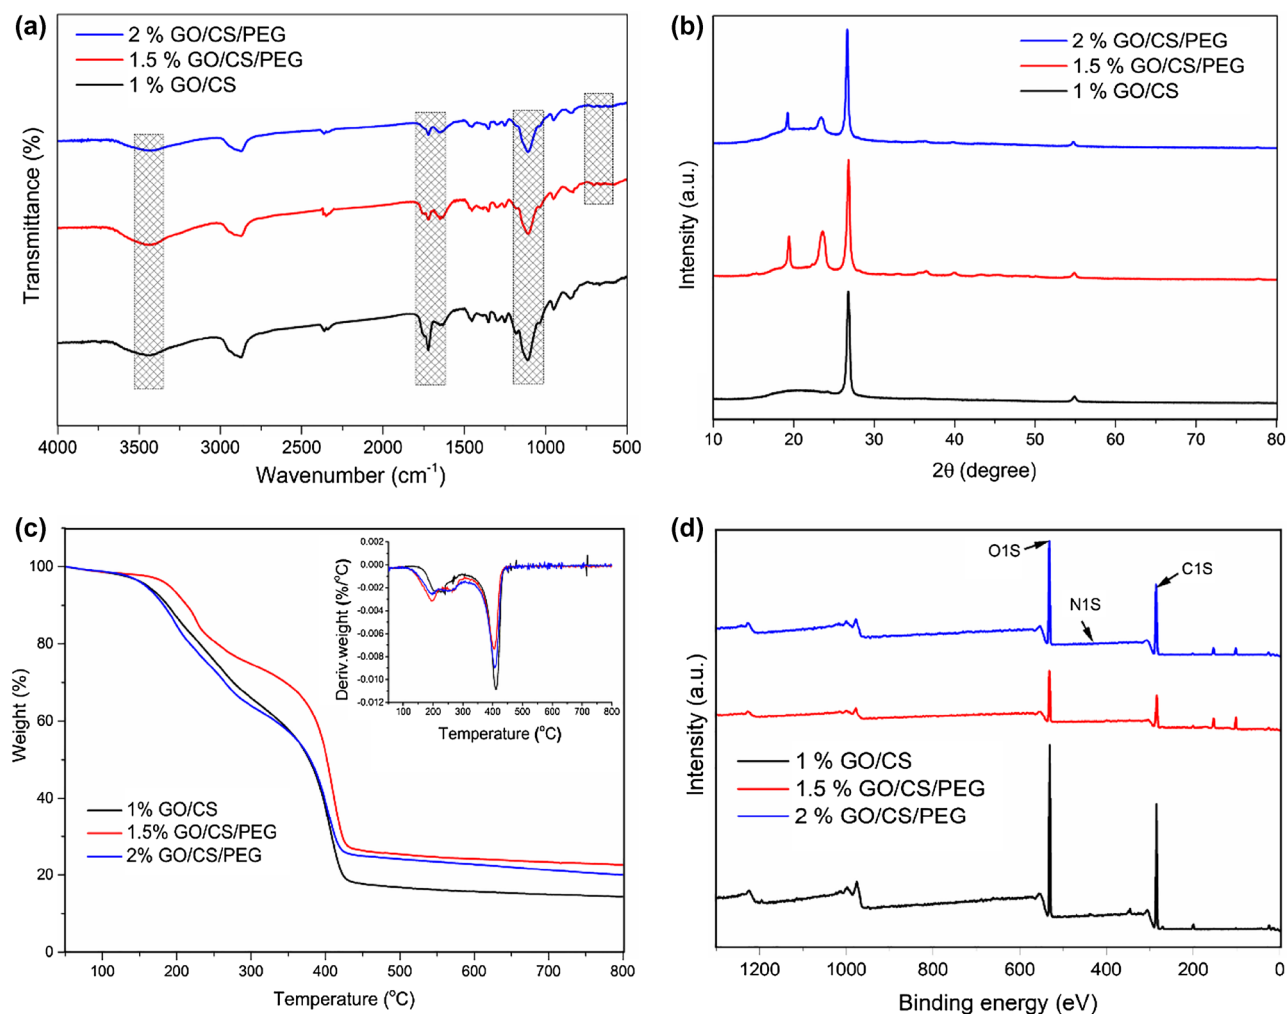 (a)
2 % GO/CS/PEG
1.5 % GO/CS/PEG
1 % GO/CS
Transmittance (%)
4000 3500 3000 2500 2000 1500 1000 500
Wavenumber (cm⁻¹)
(b)
2 % GO/CS/PEG
1.5 % GO/CS/PEG
1 % GO/CS
Intensity (a.u.)
10 20 30 40 50 60 70 80
2θ (degree)
(c)
100
80
60
40
20
0
Weight (%)
0.002
0.000
-0.002
-0.004
-0.006
-0.008
-0.010
-0.012
Deriv.weight (%/°C)
100 200 300 400 500 600 700 800
Temperature (°C)
1% GO/CS
1.5% GO/CS/PEG
2% GO/CS/PEG
100 200 300 400 500 600 700 800
Temperature (°C)
(d)
O1S
C1S
N1S
1 % GO/CS
1.5 % GO/CS/PEG
2 % GO/CS/PEG
Intensity (a.u.)
1200 1000 800 600 400 200 0
Binding energy (eV)